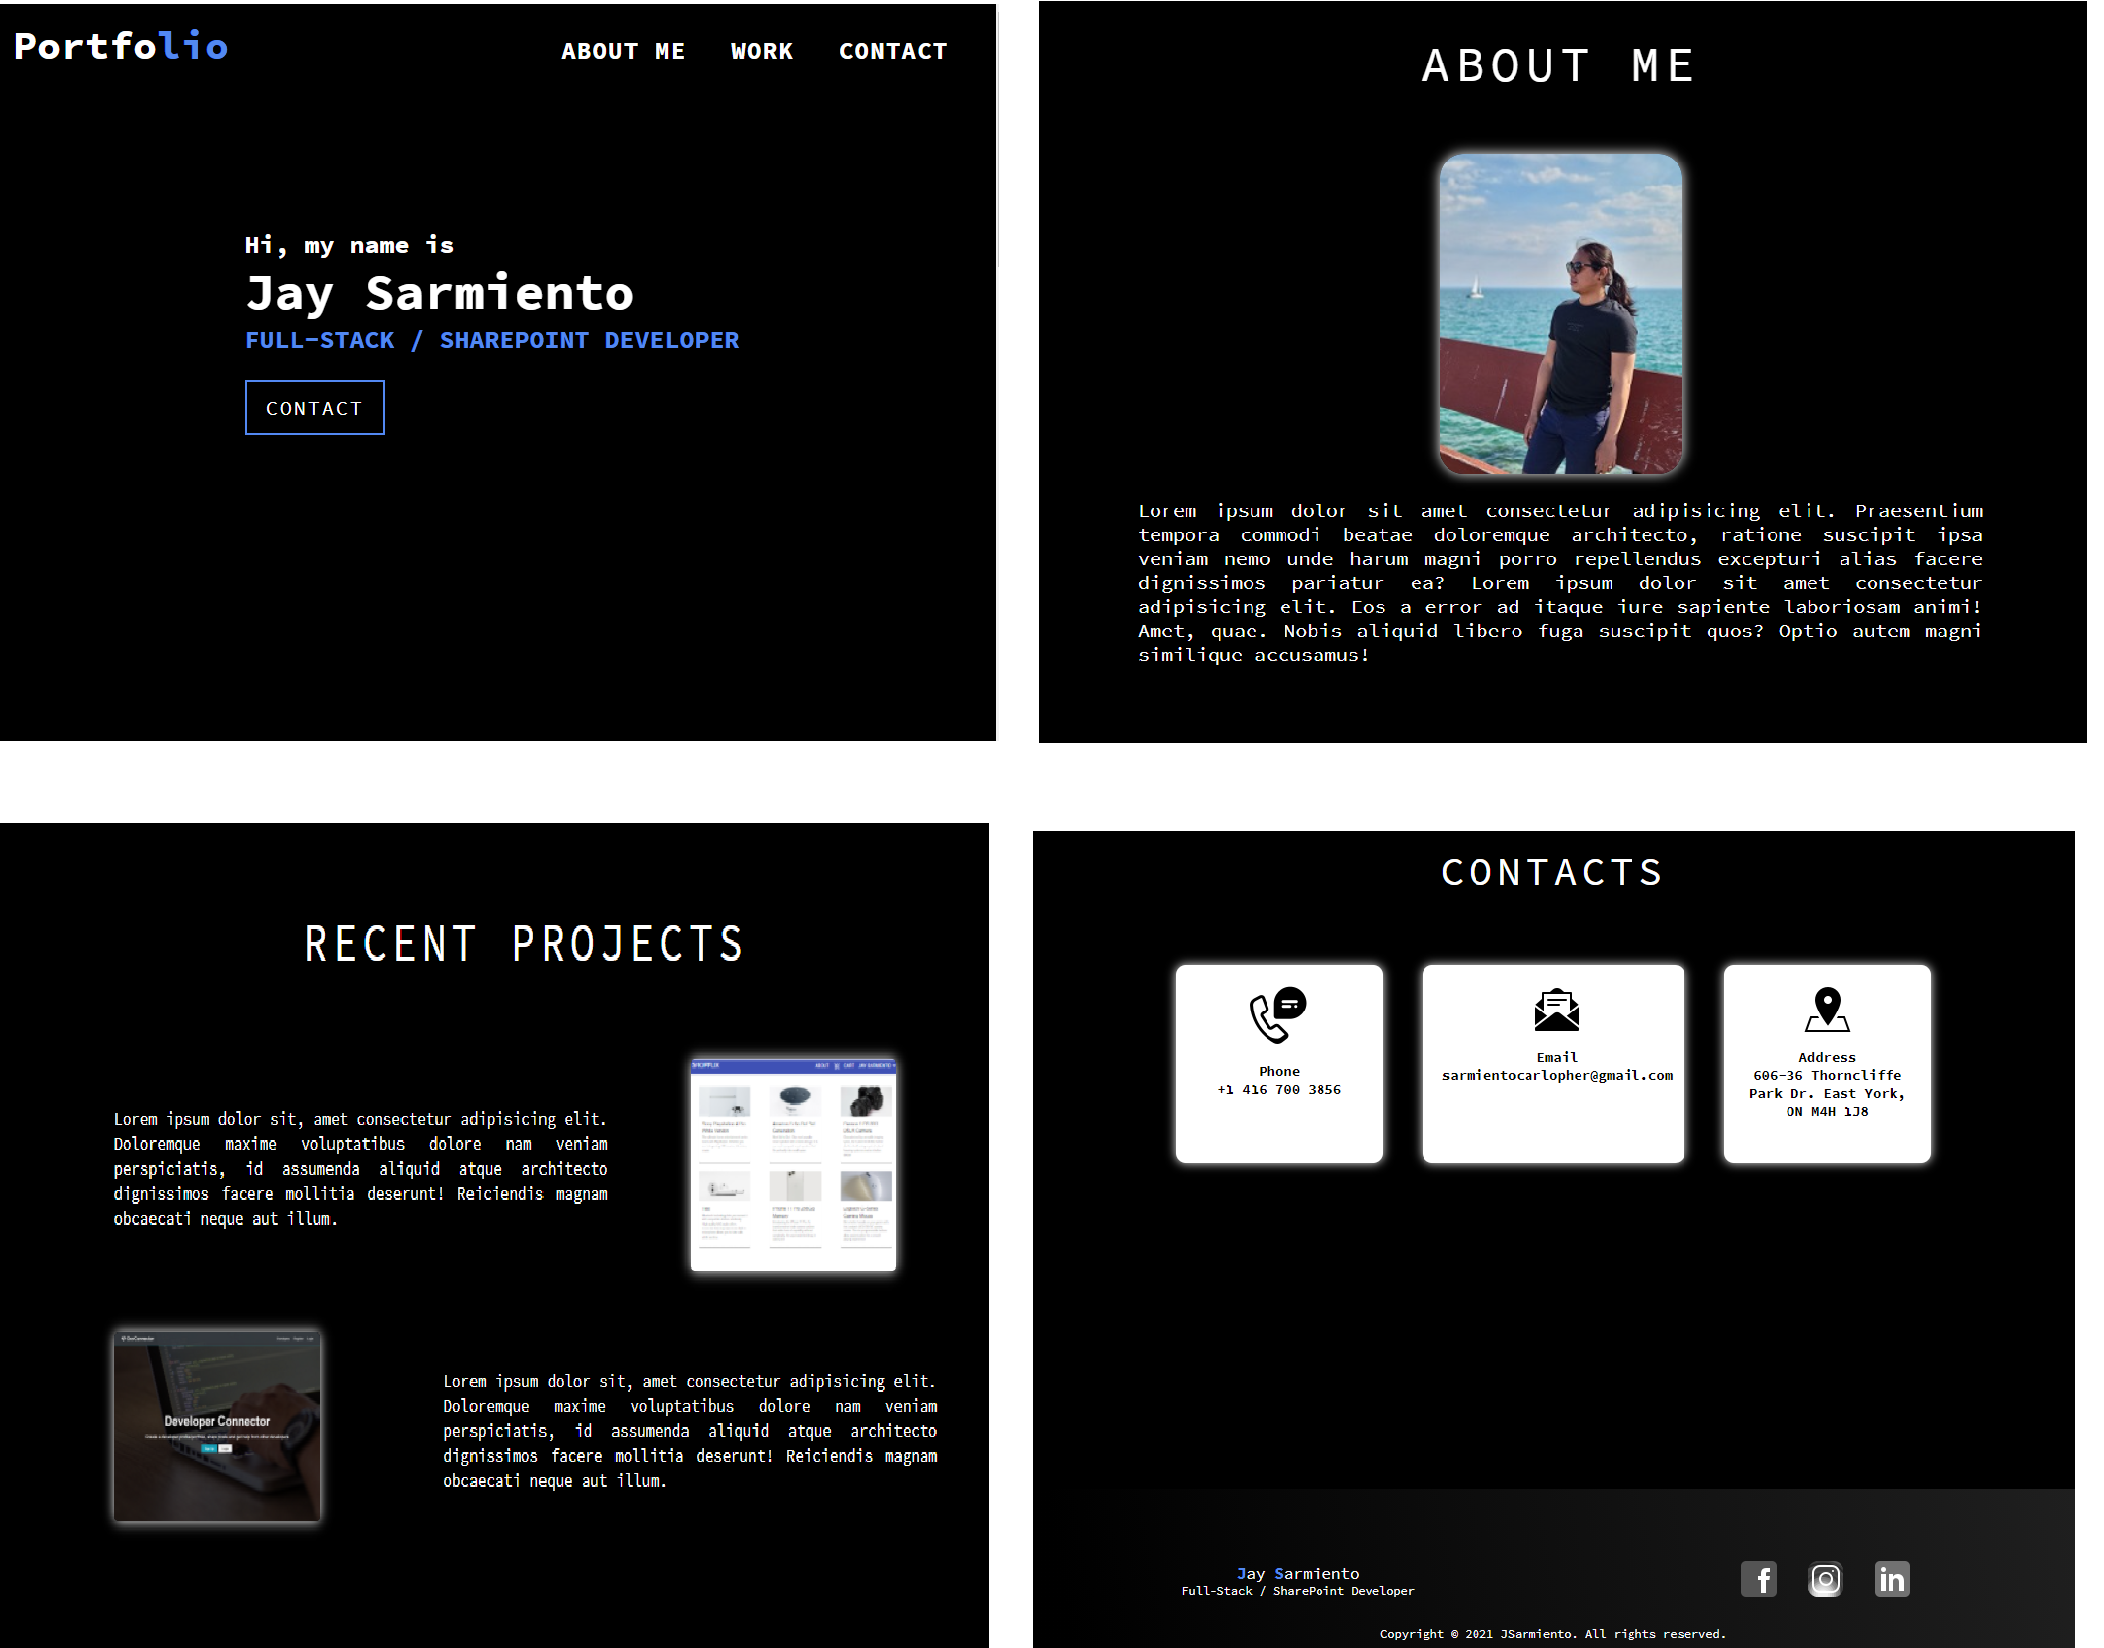 Portfolio
ABOUT ME WORK CONTACT
Hi, my name is
Jay Sarmiento
FULL-STACK / SHAREPOINT DEVELOPER
CONTACT
ABOUT ME
Lorem ipsum dolor sit amet consectetur adipisicing elit. Praesentium
tempora commodi beatae doloremque architecto, ratione suscipit ipsa
veniam nemo unde harum magni porro repellendus excepturi alias facere
dignissimos pariatur ea? Lorem ipsum dolor sit amet consectetur
adipisicing elit. Eos a error ad itaque iure sapiente laboriosam animi!
Amet, quae. Nobis aliquid libero fuga suscipit quos? Optio autem magni
similique accusamus!
RECENT PROJECTS
Lorem ipsum dolor sit, amet consectetur adipisicing elit.
Doloremque maxime voluptatibus dolore nam veniam
perspiciatis, id assumenda aliquid atque architecto
dignissimos facere mollitia deserunt! Reiciendis magnam
obcaecati neque aut illum.
ABOUT CART JAY SARMIENTO
Developer Connector
Lorem ipsum dolor sit, amet consectetur adipisicing elit.
Doloremque maxime voluptatibus dolore nam veniam
perspiciatis, id assumenda aliquid atque architecto
dignissimos facere mollitia deserunt! Reiciendis magnam
obcaecati neque aut illum.
CONTACTS
Phone
+1 416 700 3856
Email
sarmientocarlopher@gmail.com
Address
606-36 Thorncliffe
Park Dr. East York,
ON M4H 1J8
Jay Sarmiento
Full-Stack / SharePoint Developer
f
in
Copyright © 2021 JSarmiento. All rights reserved.